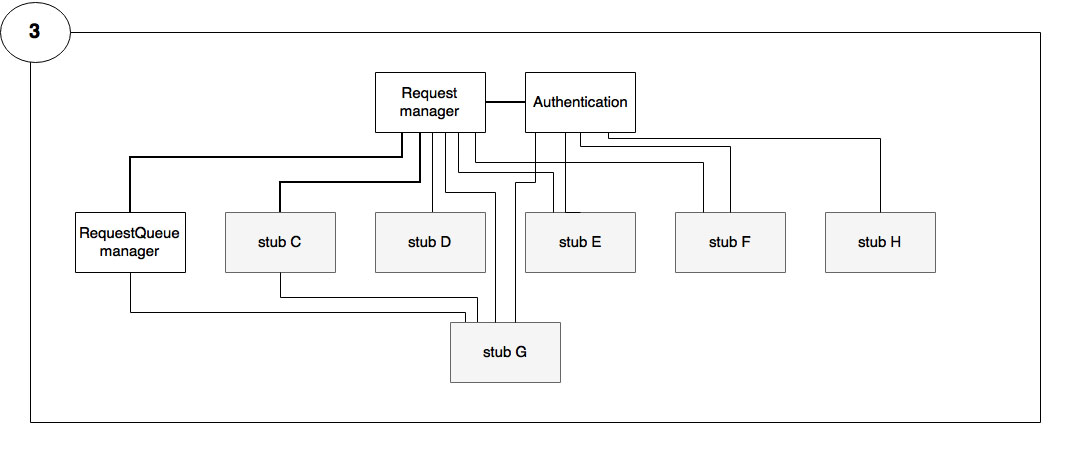 3
Request
manager
Authentication
RequestQueue
manager
stub C
stub D
stub E
stub F
stub H
stub G